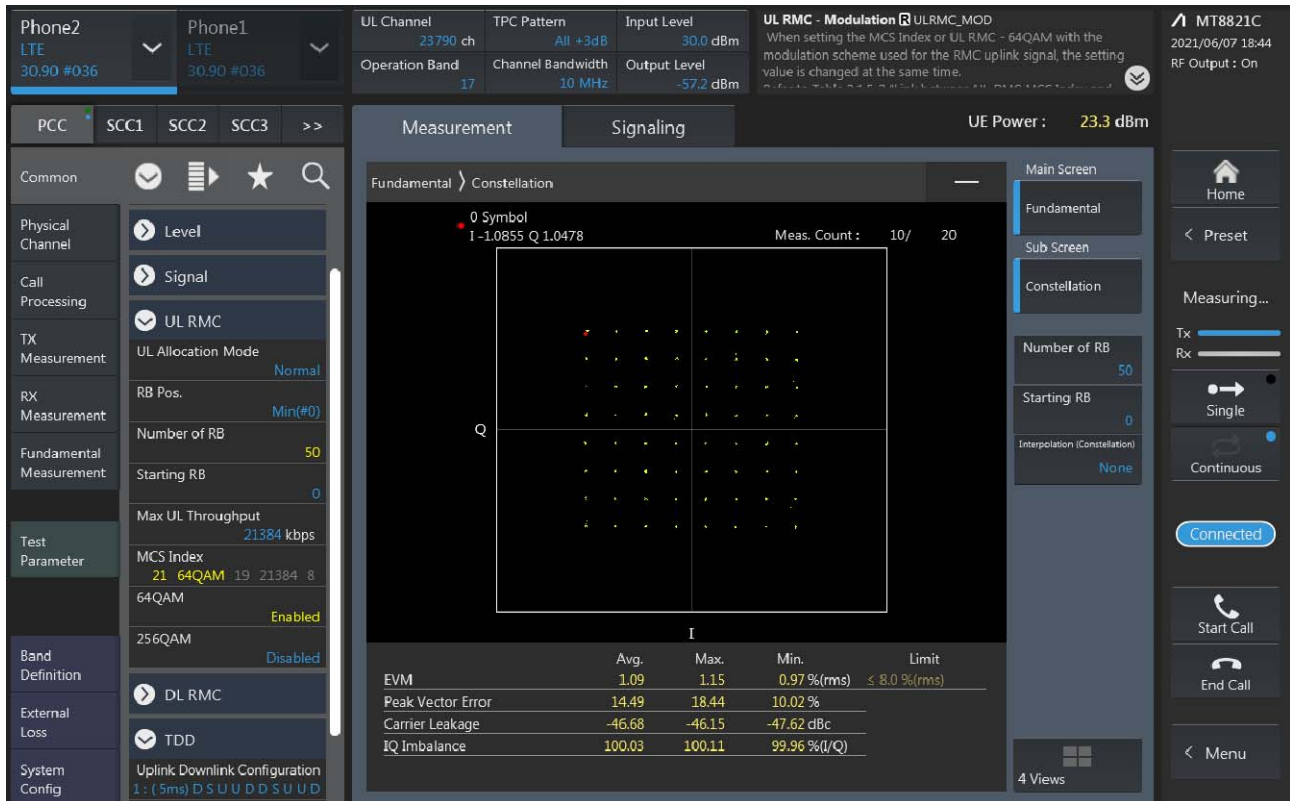 Phone2
LTE
30.90 #036
Phone1
LTE
30.90 #036
UL Channel
23790 ch
TPC Pattern
All +3dB
Input Level
30.0 dBm
Operation Band
17
Channel Bandwidth
10 MHz
Output Level
-57.2 dBm
UL RMC - Modulation R ULRMC_MOD
When setting the MCS Index or UL RMC - 64QAM with the
modulation scheme used for the RMC uplink signal, the setting
value is changed at the same time.
MT8821C
2021/06/07 18:44
RF Output : On
PCC SCC1 SCC2 SCC3 >>
Measurement
Signaling
UE Power : 23.3 dBm
Common
Physical
Channel
Call
Processing
TX
Measurement
RX
Measurement
Fundamental
Measurement
Test
Parameter
Band
Definition
External
Loss
System
Config
Level
Signal
UL RMC
UL Allocation Mode
Normal
RB Pos.
Min(#0)
Number of RB
50
Starting RB
0
Max UL Throughput
21384 kbps
MCS Index
21 64QAM 19 21384 8
64QAM
Enabled
256QAM
Disabled
DL RMC
TDD
Uplink Downlink Configuration
1 : ( 5ms) D S U U D D S U U D
Fundamental 〉 Constellation
0 Symbol
I -1.0855 Q 1.0478
Meas. Count : 10/ 20
Q
I
Avg. Max. Min. Limit
EVM 1.09 1.15 0.97 %(rms) ≤ 8.0 %(rms)
Peak Vector Error 14.49 18.44 10.02 %
Carrier Leakage -46.68 -46.15 -47.62 dBc
IQ Imbalance 100.03 100.11 99.96 %(I/Q)
Main Screen
Fundamental
Sub Screen
Constellation
Number of RB
50
Starting RB
0
Interpolation (Constellation)
None
4 Views
Home
< Preset
Measuring...
Tx
Rx
Single
Continuous
Connected
Start Call
End Call
< Menu